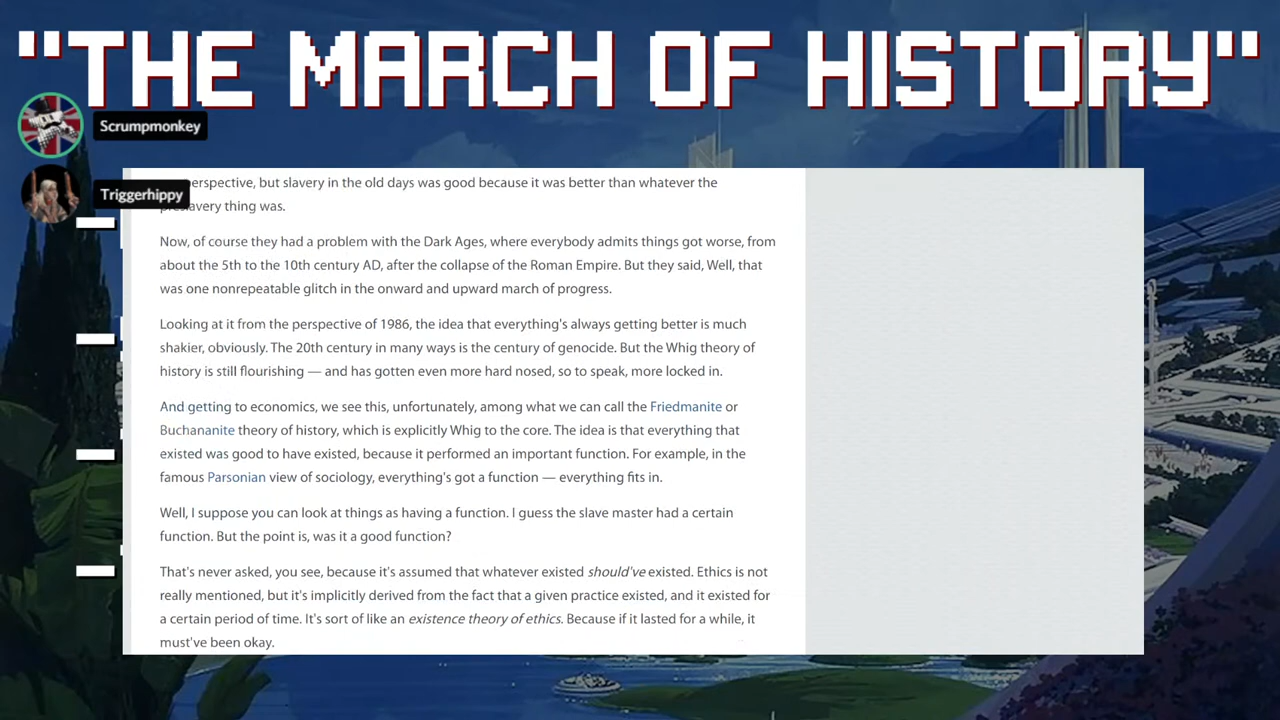 "THE MARCH OF HISTORY"
Scrumpmonkey
Triggerhippy
perspective, but slavery in the old days was good because it was better than whatever the
preslavery thing was.
Now, of course they had a problem with the Dark Ages, where everybody admits things got worse, from
about the 5th to the 10th century AD, after the collapse of the Roman Empire. But they said, Well, that
was one nonrepeatable glitch in the onward and upward march of progress.
Looking at it from the perspective of 1986, the idea that everything's always getting better is much
shakier, obviously. The 20th century in many ways is the century of genocide. But the Whig theory of
history is still flourishing — and has gotten even more hard nosed, so to speak, more locked in.
And getting to economics, we see this, unfortunately, among what we can call the Friedmanite or
Buchananite theory of history, which is explicitly Whig to the core. The idea is that everything that
existed was good to have existed, because it performed an important function. For example, in the
famous Parsonian view of sociology, everything's got a function — everything fits in.
Well, I suppose you can look at things as having a function. I guess the slave master had a certain
function. But the point is, was it a good function?
That's never asked, you see, because it's assumed that whatever existed should've existed. Ethics is not
really mentioned, but it's implicitly derived from the fact that a given practice existed, and it existed for
a certain period of time. It's sort of like an existence theory of ethics. Because if it lasted for a while, it
must've been okay.